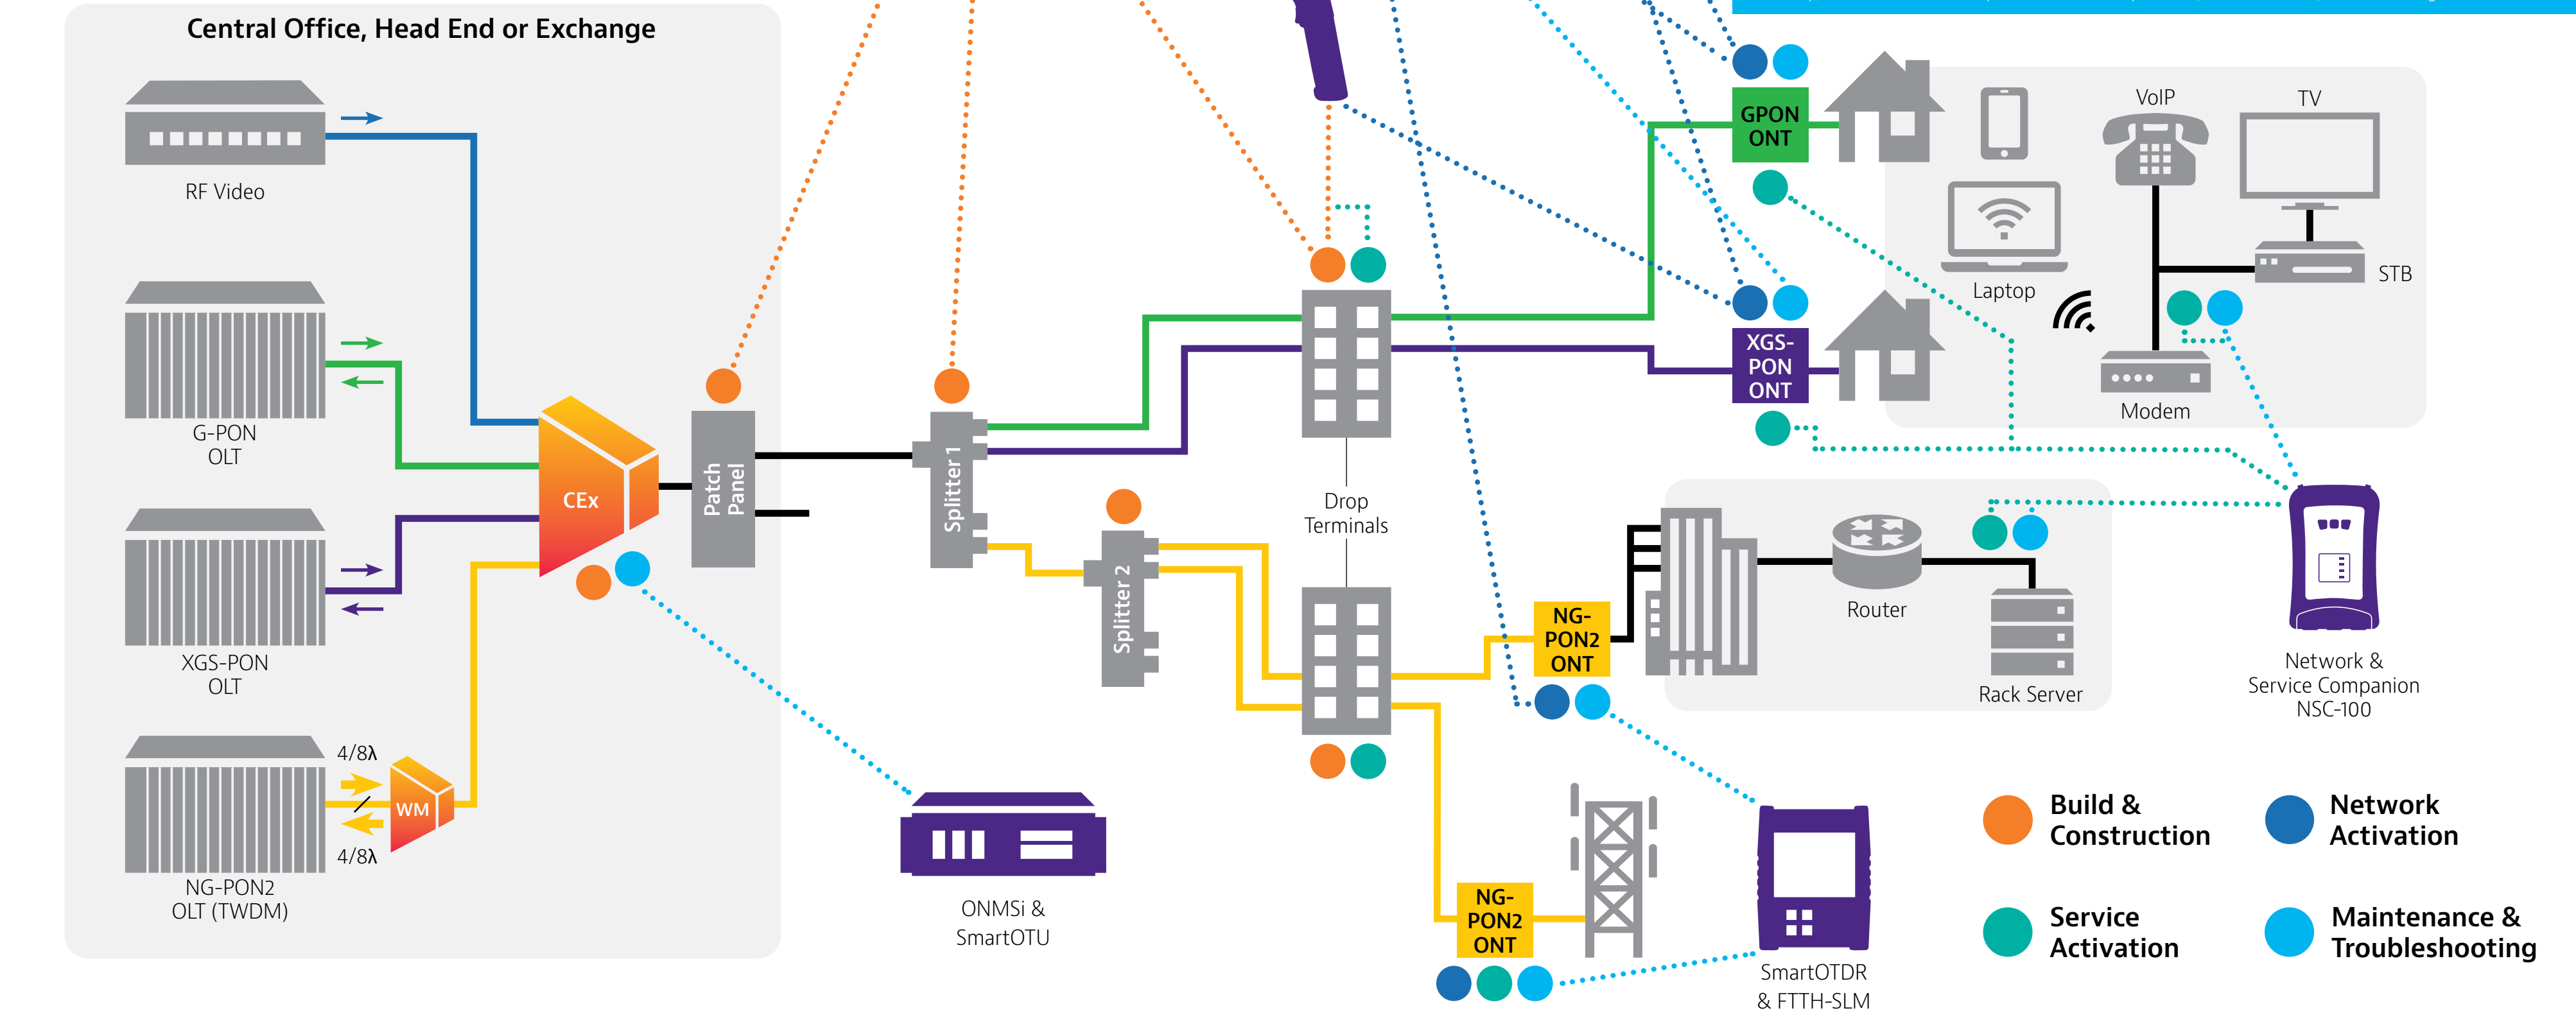 Central Office, Head End or Exchange
RF Video
G-PON
OLT
XGS-PON
OLT
4/8λ
WM
4/8λ
NG-PON2
OLT (TWDM)
CEx
Patch
Panel
Splitter 1
Splitter 2
Drop
Terminals
ONMSi &
SmartOTU
GPON
ONT
XGS-
PON
ONT
NG-
PON2
ONT
NG-
PON2
ONT
VoIP
TV
Laptop
STB
Modem
Router
Rack Server
Network &
Service Companion
NSC-100
SmartOTDR
& FTTH-SLM
Build &
Construction
Network
Activation
Service
Activation
Maintenance &
Troubleshooting